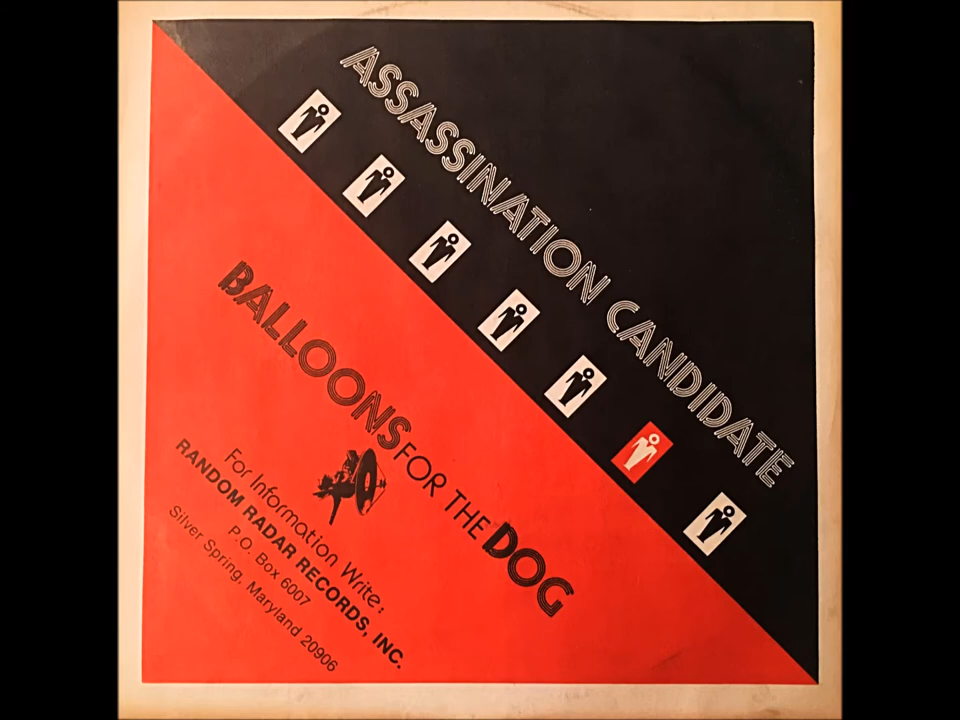 ASSASSINATION CANDIDATE
BALLOONS FOR THE DOG
For Information Write:
RANDOM RADAR RECORDS, INC.
P.O. Box 6007
Silver Spring, Maryland 20906